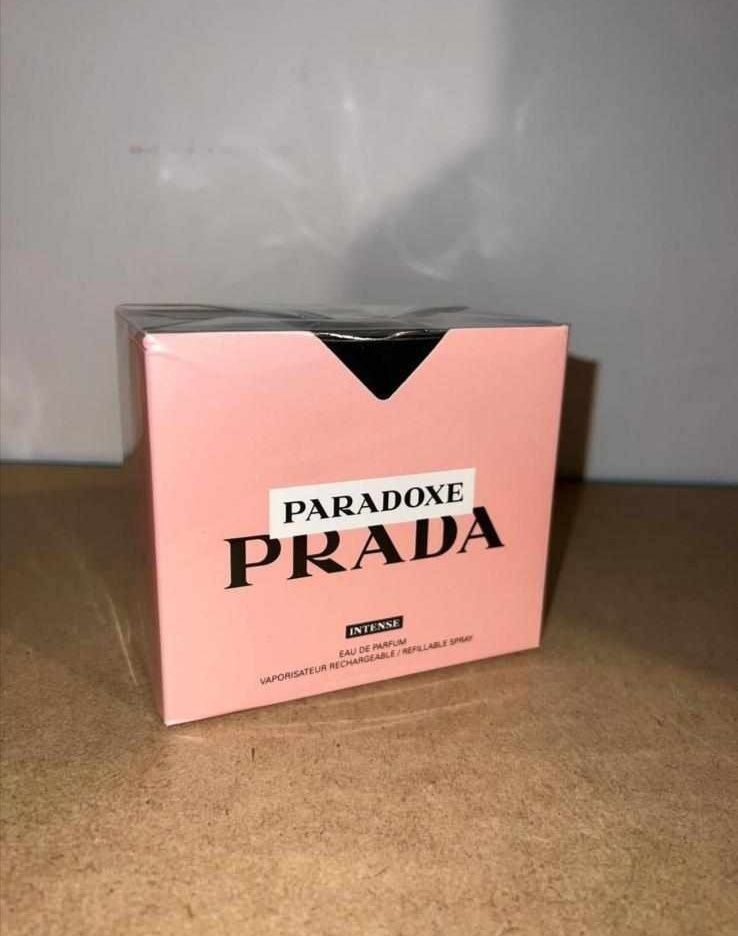 PARADOXE
PRADA
INTENSE
EAU DE PARFUM
VAPORISATEUR RECHARGEABLE / REFILLABLE SPRAY